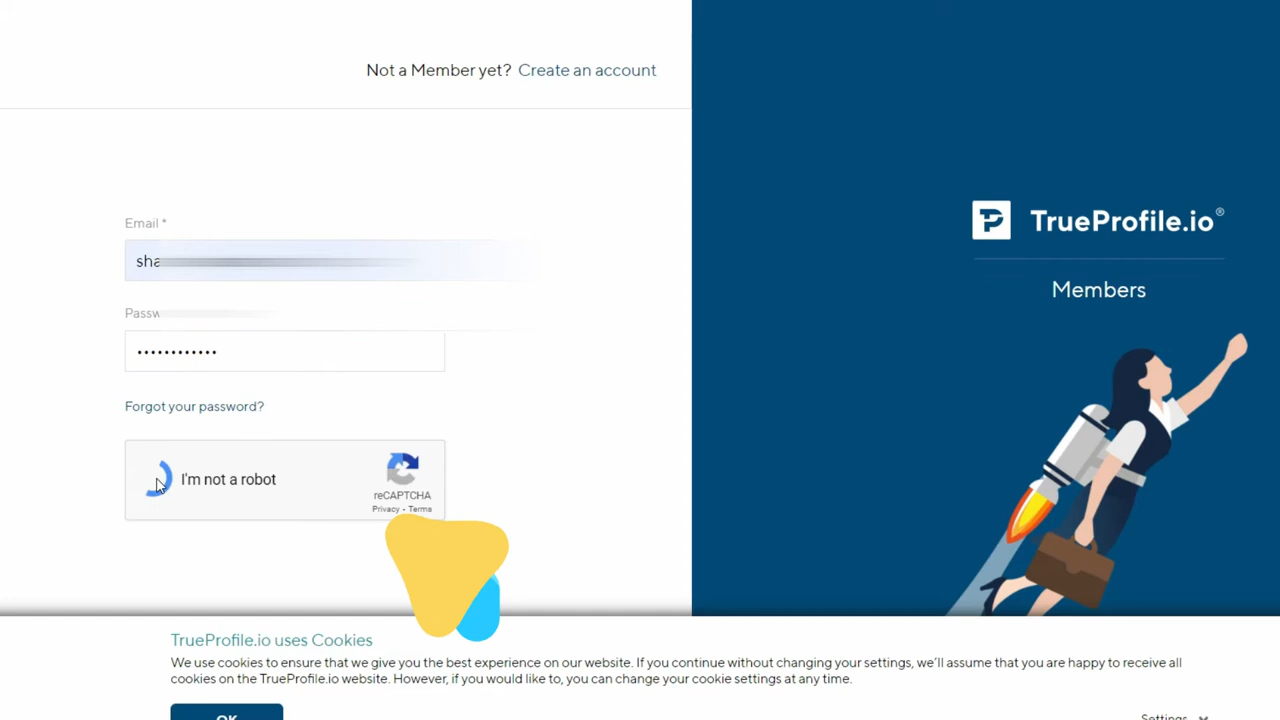 Not a Member yet? Create an account
Email *
sha
Passw
••••••••••••
Forgot your password?
I'm not a robot
reCAPTCHA
Privacy - Terms
TrueProfile.io®
Members
TrueProfile.io uses Cookies
We use cookies to ensure that we give you the best experience on our website. If you continue without changing your settings, we'll assume that you are happy to receive all
cookies on the TrueProfile.io website. However, if you would like to, you can change your cookie settings at any time.
OK
Settings